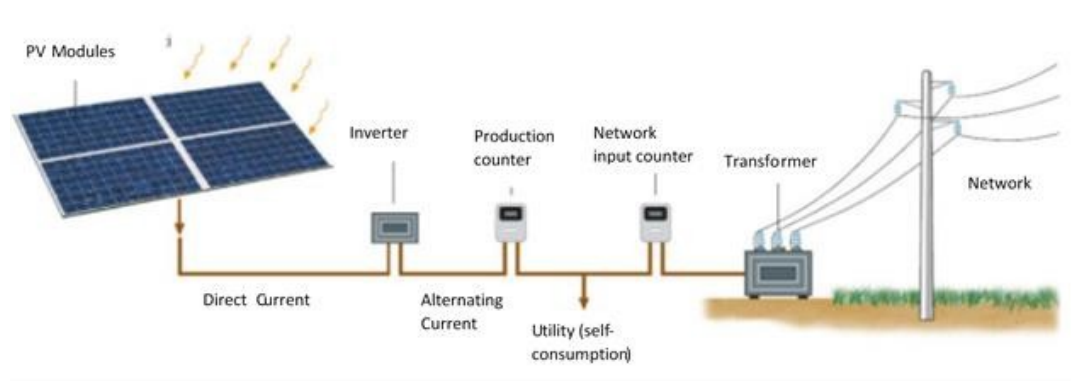 PV Modules
Inverter
Production
counter
Network
input counter
Transformer
Network
Direct Current
Alternating
Current
Utility (self-
consumption)